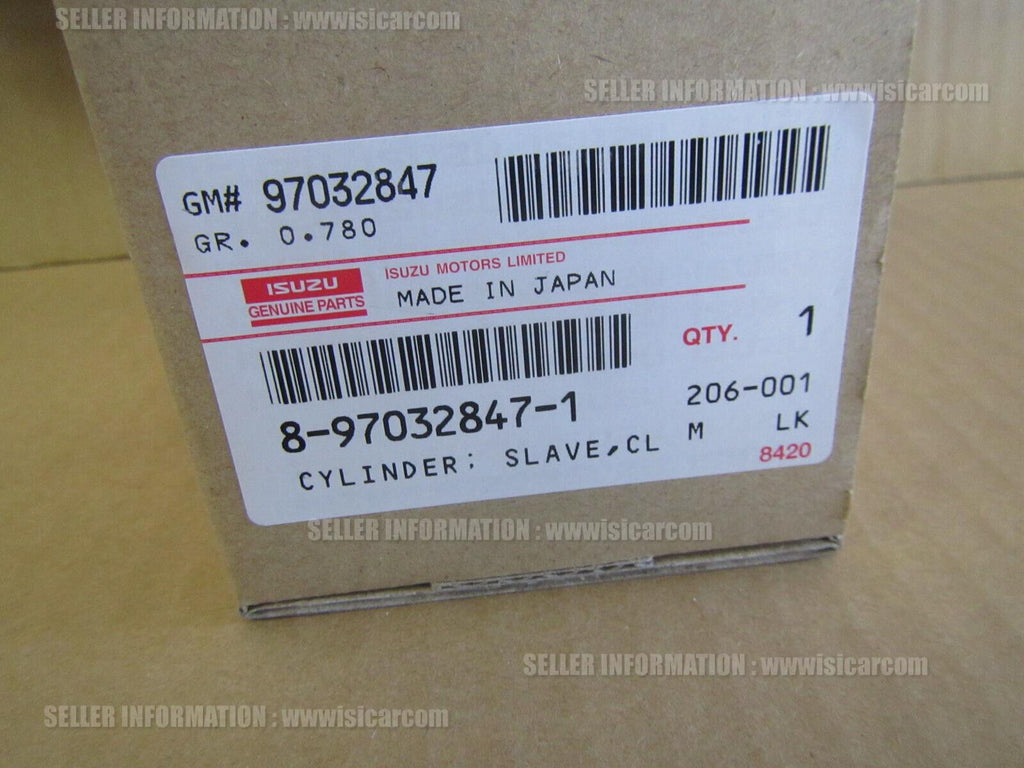 SELLER INFORMATION : wwwisicarcom
SELLER INFORMATION : wwwisicarcom
GM# 97032847
GR. 0.780
ISUZU
GENUINE PARTS
ISUZU MOTORS LIMITED
MADE IN JAPAN
QTY. 1
8-97032847-1
206-001
CYLINDER; SLAVE,CL
M LK
8420
SELLER INFORMATION : wwwisicarcom
SELLER INFORMATION : wwwisicarcom
SELLER INFORMATION : wwwisicarcom